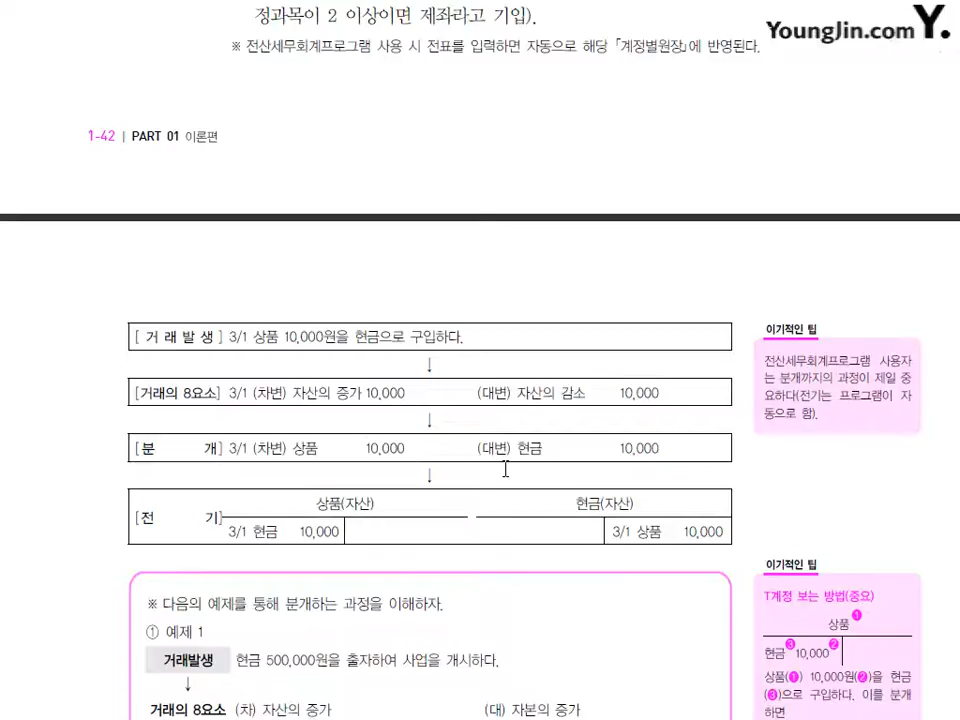 정과목이 2 이상이면 제좌라고 기입).
YoungJin.com Y.
※ 전산세무회계프로그램 사용 시 전표를 입력하면 자동으로 해당 「계정별원장」에 반영된다.
1-42 | PART 01 이론편
[ 거 래 발 생 ] 3/1 상품 10,000원을 현금으로 구입하다.
↓
[거래의 8요소] 3/1 (차변) 자산의 증가 10,000 (대변) 자산의 감소 10,000
↓
[분 개] 3/1 (차변) 상품 10,000 (대변) 현금 10,000
↓
상품(자산) 현금(자산)
[전 기]
3/1 현금 10,000 3/1 상품 10,000
이기적인 팁
전산세무회계프로그램 사용자
는 분개까지의 과정이 제일 중
요하다(전기는 프로그램이 자
동으로 함).
※ 다음의 예제를 통해 분개하는 과정을 이해하자.
① 예제 1
거래발생 현금 500,000원을 출자하여 사업을 개시하다.
↓
거래의 8요소 (차) 자산의 증가 (대) 자본의 증가
이기적인 팁
T계정 보는 방법(중요)
상품❶
현금❸ 10,000❷
상품(❶) 10,000원(❷)을 현금
(❸)으로 구입하다. 이를 분개
하면